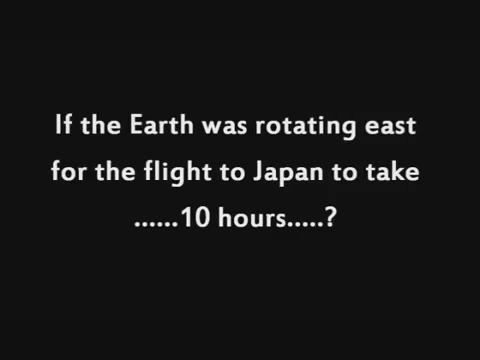 If the Earth was rotating east
for the flight to Japan to take
......10 hours.....?